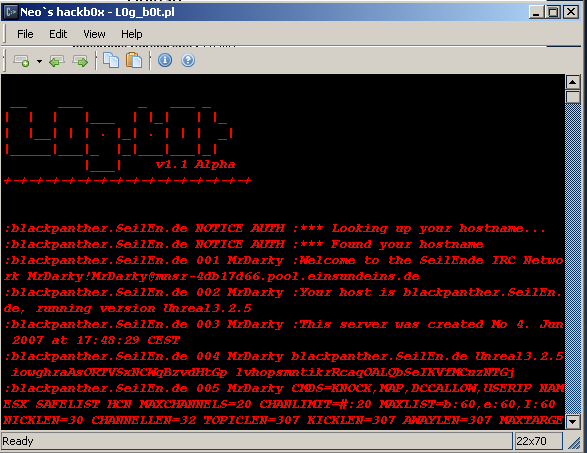 Neo`s hackb0x - L0g_b0t.pl
File Edit View Help
v1.1 Alpha
+-+-+-+-+-+-+-+-+-+-+-+-+-+-+-+
:blackpanther.SeilEn.de NOTICE AUTH :*** Looking up your hostname...
:blackpanther.SeilEn.de NOTICE AUTH :*** Found your hostname
:blackpanther.SeilEn.de 001 MrDarky :Welcome to the SeilEnde IRC Netwo
rk MrDarky!MrDarky@mnsr-4db17d66.pool.einsundeins.de
:blackpanther.SeilEn.de 002 MrDarky :Your host is blackpanther.SeilEn.
de, running version Unreal3.2.5
:blackpanther.SeilEn.de 003 MrDarky :This server was created Mo 4. Jun
2007 at 17:48:29 CEST
:blackpanther.SeilEn.de 004 MrDarky blackpanther.SeilEn.de Unreal3.2.5
iowghraAsORTVSxNCWqBzvdHtGp lvhopsmntikrRcaqOALQbSeIKVfMCuzNTGj
:blackpanther.SeilEn.de 005 MrDarky CMDS=KNOCK,MAP,DCCALLOW,USERIP NAM
ESX SAFELIST HCN MAXCHANNELS=20 CHANLIMIT=#:20 MAXLIST=b:60,e:60,I:60
NICKLEN=30 CHANNELLEN=32 TOPICLEN=307 KICKLEN=307 AWAYLEN=307 MAXTARGE
Ready 22x70